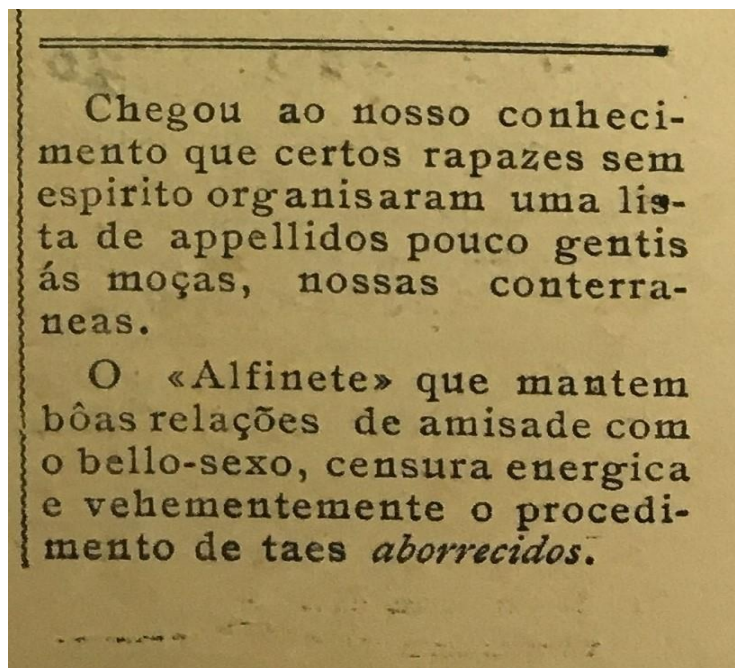 Chegou ao nosso conheci-
mento que certos rapazes sem
espirito organisaram uma lis-
ta de appellidos pouco gentis
ás moças, nossas conterra-
neas.
O «Alfinete» que mantem
bôas relações de amisade com
o bello-sexo, censura energica
e vehementemente o procedi-
mento de taes aborrecidos.